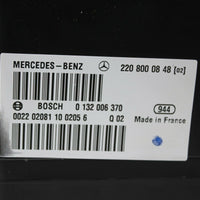 MERCEDES-BENZ 220 800 08 48 [02]
BOSCH 0 132 006 370 944
0022 02081 10 0205 6 Q 02 Made in France